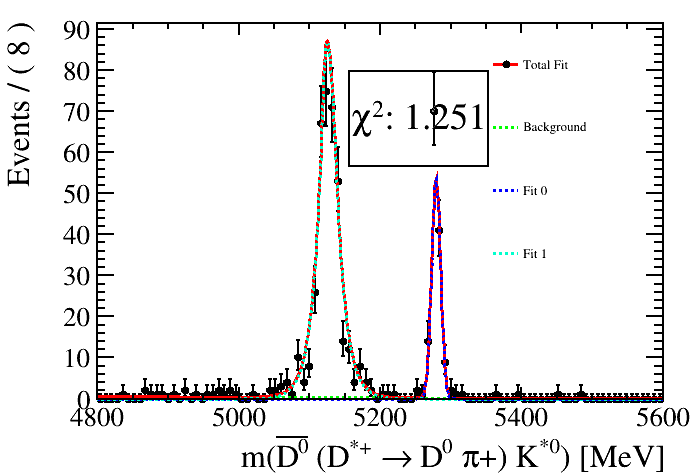 Events / ( 8 )
90
80
70
60
50
40
30
20
10
0
χ²: 1.251
Total Fit
Background
Fit 0
Fit 1
4800 5000 5200 5400 5600
m(D̅⁰ (D*⁺ → D⁰ π+) K*⁰) [MeV]